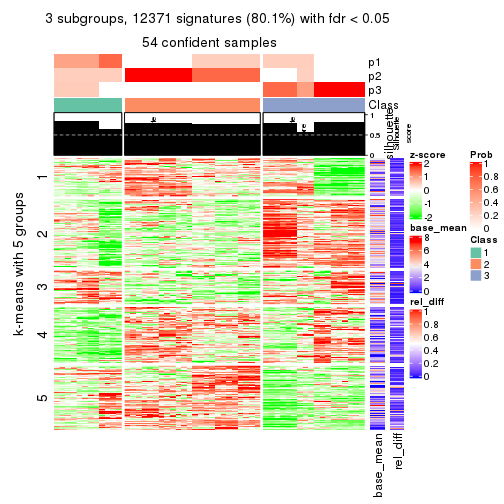 3 subgroups, 12371 signatures (80.1%) with fdr < 0.05
54 confident samples
p1
p2
p3
Class
1
0.5
0
silhouette
Silhouette
score
k-means with 5 groups
1
2
3
4
5
base_mean
rel_diff
z-score
2
1
0
-1
-2
base_mean
8
6
4
2
0
rel_diff
1
0.8
0.6
0.4
0.2
0
Prob
1
0.8
0.6
0.4
0.2
0
Class
1
2
3